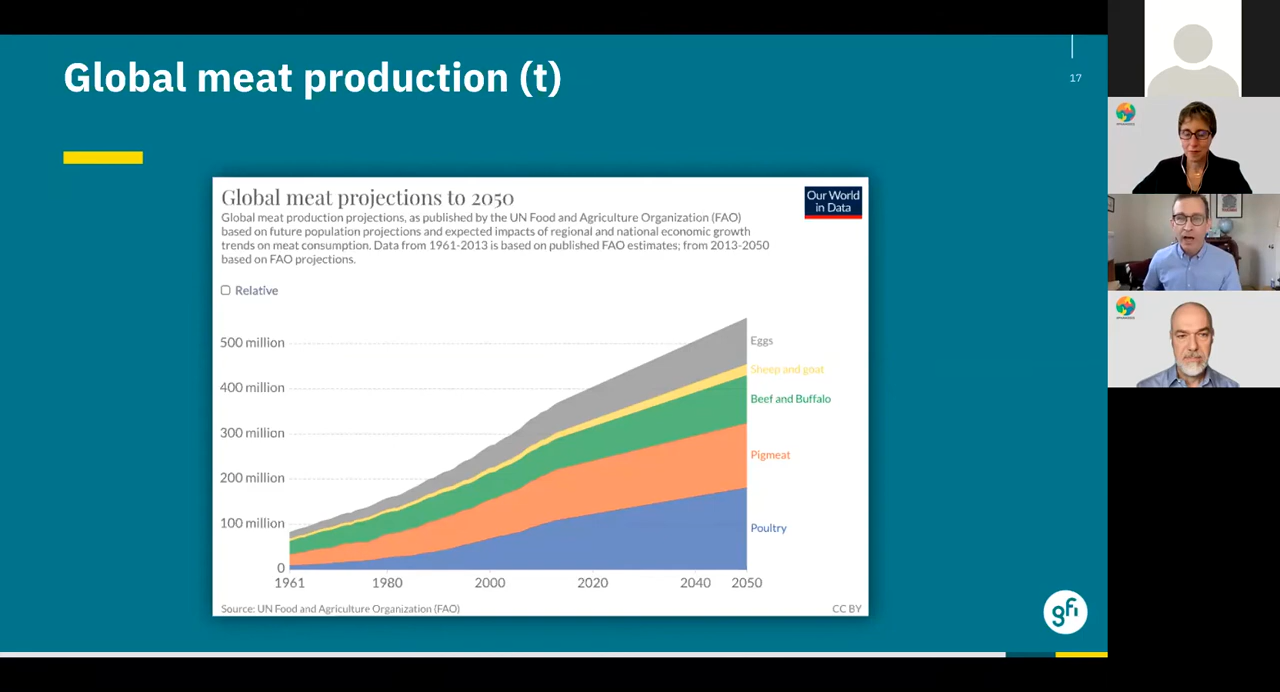 Global meat production (t)
17
Global meat projections to 2050
Our World
in Data
Global meat production projections, as published by the UN Food and Agriculture Organization (FAO)
based on future population projections and expected impacts of regional and national economic growth
trends on meat consumption. Data from 1961-2013 is based on published FAO estimates; from 2013-2050
based on FAO projections.
Relative
500 million
400 million
300 million
200 million
100 million
0
Eggs
Sheep and goat
Beef and Buffalo
Pigmeat
Poultry
1961
1980
2000
2020
2040
2050
Source: UN Food and Agriculture Organization (FAO)
CC BY
gfi